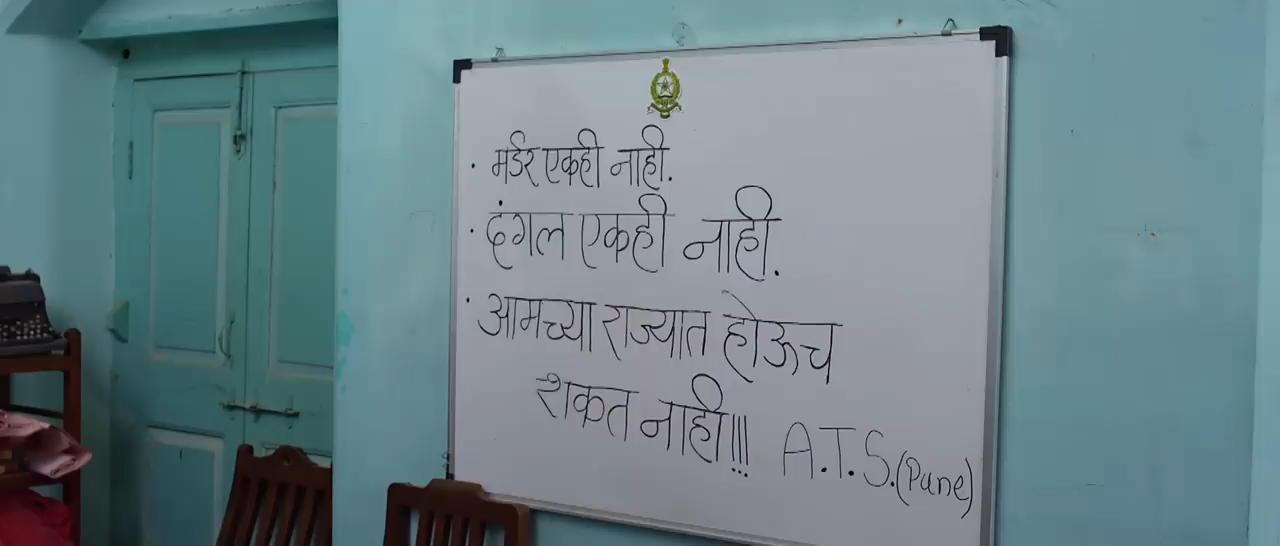 · मर्डर एकही नाही.
· दंगल एकही नाही.
· आमच्या राज्यात होऊच
शकत नाही!!! A.T.S.(Pune)